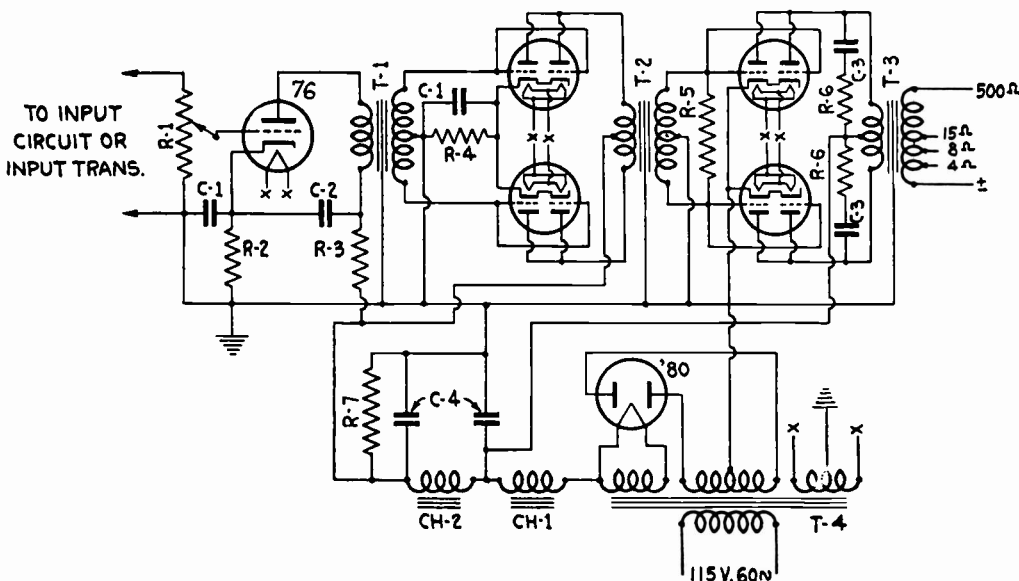 76
T-1
T-2
T-3
C-1
R-4
R-5
C-3
R-6
R-6
C-3
500Ω
15Ω
8Ω
4Ω
±
TO INPUT
CIRCUIT OR
INPUT TRANS.
R-1
X X
X X
X X
C-1
C-2
R-2
R-3
R-7
C-4
'80
X X
CH-2
CH-1
T-4
115 V. 60~